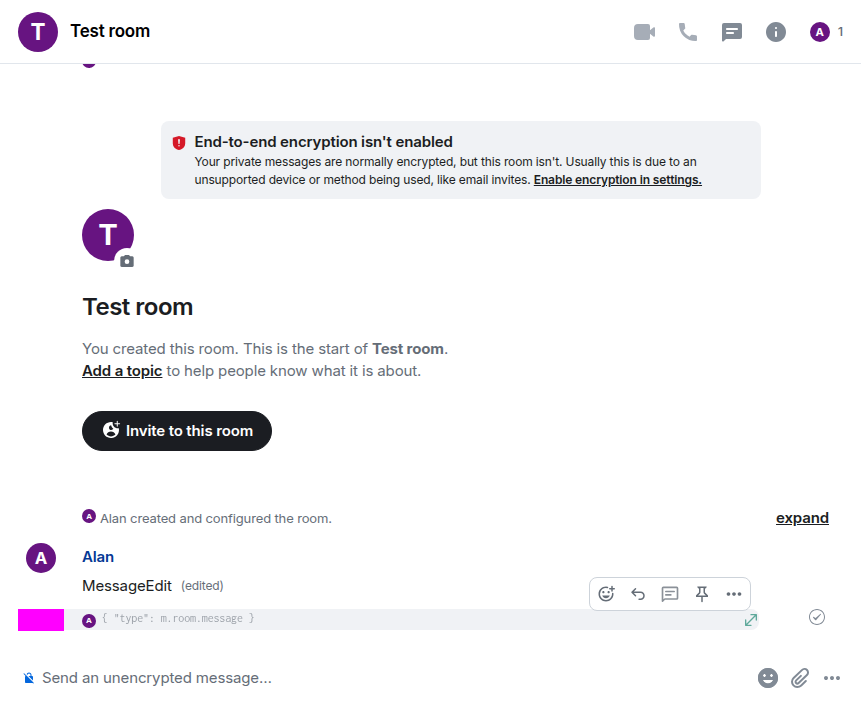 T Test room A 1
End-to-end encryption isn't enabled
Your private messages are normally encrypted, but this room isn't. Usually this is due to an
unsupported device or method being used, like email invites. Enable encryption in settings.
T
Test room
You created this room. This is the start of Test room.
Add a topic to help people know what it is about.
Invite to this room
A Alan created and configured the room. expand
A Alan
MessageEdit (edited)
A { "type": m.room.message }
Send an unencrypted message…